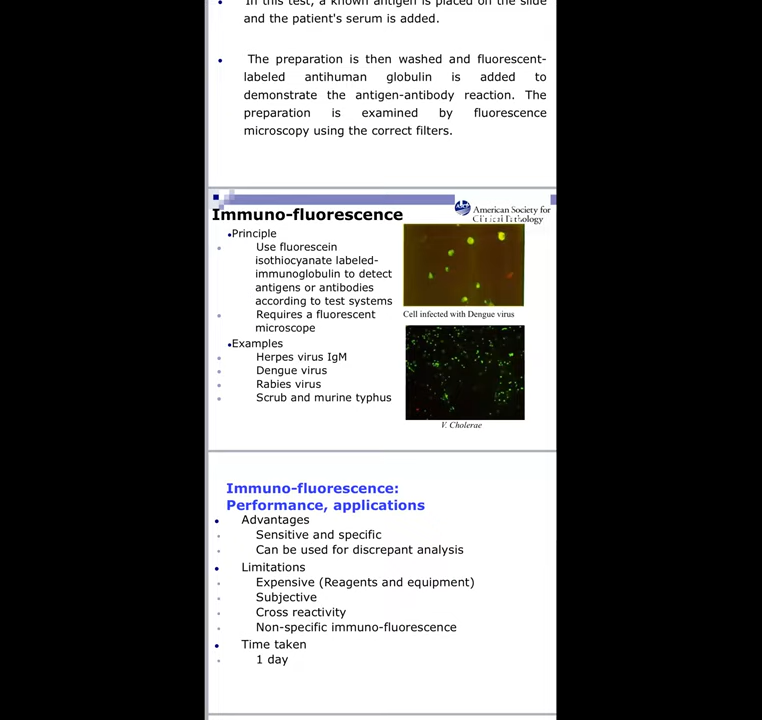 In this test, a known antigen is placed on the slide
and the patient's serum is added.
The preparation is then washed and fluorescent-
labeled antihuman globulin is added to
demonstrate the antigen-antibody reaction. The
preparation is examined by fluorescence
microscopy using the correct filters.
Immuno-fluorescence
American Society for
Clinical Pathology
•Principle
Use fluorescein
isothiocyanate labeled-
immunoglobulin to detect
antigens or antibodies
according to test systems
Requires a fluorescent
microscope
•Examples
Herpes virus IgM
Dengue virus
Rabies virus
Scrub and murine typhus
Cell infected with Dengue virus
V. Cholerae
Immuno-fluorescence:
Performance, applications
Advantages
Sensitive and specific
Can be used for discrepant analysis
Limitations
Expensive (Reagents and equipment)
Subjective
Cross reactivity
Non-specific immuno-fluorescence
Time taken
1 day